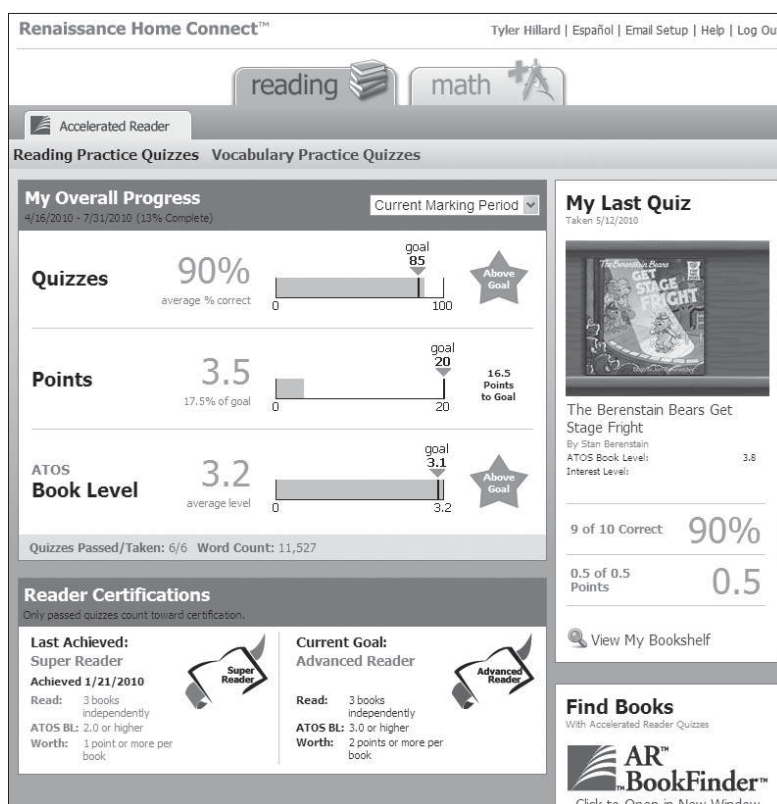 Renaissance Home Connect™
Tyler Hillard | Español | Email Setup | Help | Log Ou
reading
math
Accelerated Reader
Reading Practice Quizzes Vocabulary Practice Quizzes
My Overall Progress
4/16/2010 - 7/31/2010 (13% Complete)
Current Marking Period
Quizzes
90%
average % correct
goal
85
0
100
Above
Goal
Points
3.5
17.5% of goal
goal
20
0
20
16.5
Points
to Goal
ATOS
Book Level
3.2
average level
goal
3.1
0
3.2
Above
Goal
Quizzes Passed/Taken: 6/6 Word Count: 11,527
Reader Certifications
Only passed quizzes count toward certification.
Last Achieved:
Super Reader
Achieved 1/21/2010
Read: 3 books
independently
ATOS BL: 2.0 or higher
Worth: 1 point or more per
book
Super
Reader
Current Goal:
Advanced Reader
Read: 3 books
independently
ATOS BL: 3.0 or higher
Worth: 2 points or more per
book
Advanced
Reader
My Last Quiz
Taken 5/12/2010
The Berenstain Bears
GET
STAGE
FRIGHT
The Berenstain Bears Get
Stage Fright
By Stan Berenstain
ATOS Book Level: 3.8
Interest Level:
9 of 10 Correct 90%
0.5 of 0.5
Points
0.5
View My Bookshelf
Find Books
With Accelerated Reader Quizzes
AR™
BookFinder™
Click to Open in New Window